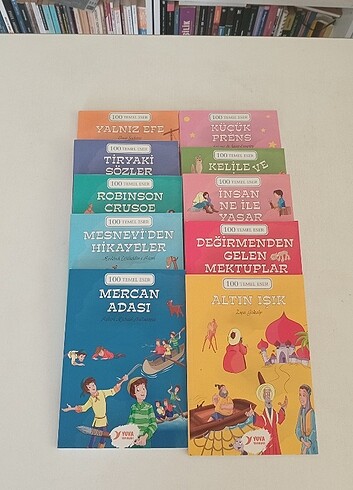 100 TEMEL ESER
YALNIZ EFE
100 TEMEL ESER
TİRYAKİ
SÖZLER
100 TEMEL ESER
ROBINSON
CRUSOE
100 TEMEL ESER
MESNEVİ'DEN
HİKAYELER
100 TEMEL ESER
MERCAN
ADASI
YUVA
100 TEMEL ESER
KÜÇÜK
PRENS
100 TEMEL ESER
KELİLE VE
100 TEMEL ESER
İNSAN
NE İLE
YAŞAR
100 TEMEL ESER
DEĞİRMENDEN
GELEN
MEKTUPLAR
100 TEMEL ESER
ALTIN IŞIK
Ziya Gökalp
YUVA